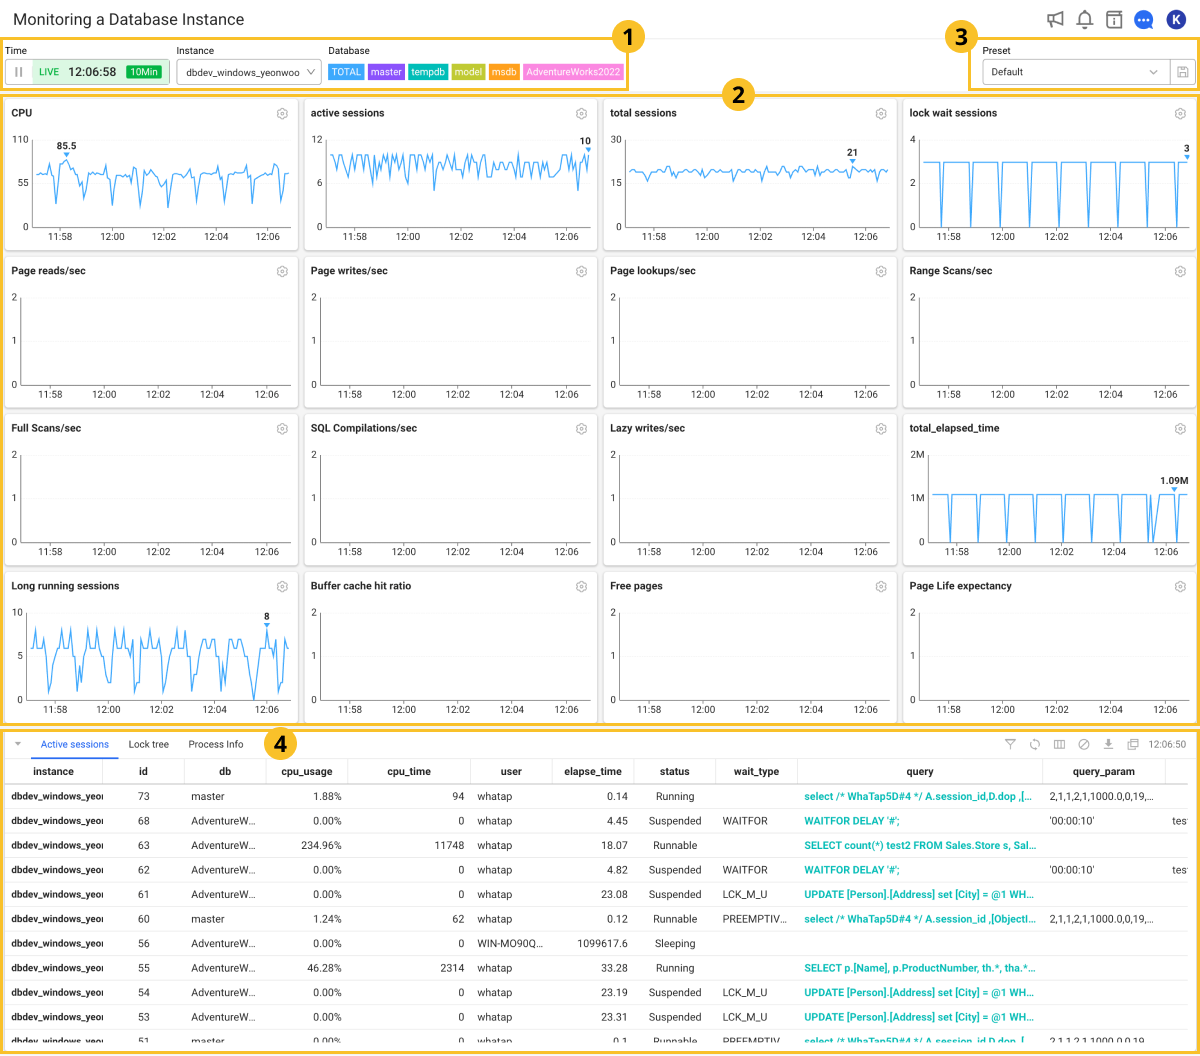 Monitoring a Database Instance
K
1
3
Time
Instance
Database
Preset
LIVE 12:06:58 10Min
dbdev_windows_yeonwoo
TOTAL master tempdb model msdb AdventureWorks2022
Default
2
CPU
110
55
0
85.5
11:58 12:00 12:02 12:04 12:06
active sessions
12
6
0
10
11:58 12:00 12:02 12:04 12:06
total sessions
30
15
0
21
11:58 12:00 12:02 12:04 12:06
lock wait sessions
4
2
0
3
11:58 12:00 12:02 12:04 12:06
Page reads/sec
2
1
0
11:58 12:00 12:02 12:04 12:06
Page writes/sec
2
1
0
11:58 12:00 12:02 12:04 12:06
Page lookups/sec
2
1
0
11:58 12:00 12:02 12:04 12:06
Range Scans/sec
2
1
0
11:58 12:00 12:02 12:04 12:06
Full Scans/sec
2
1
0
11:58 12:00 12:02 12:04 12:06
SQL Compilations/sec
2
1
0
11:58 12:00 12:02 12:04 12:06
Lazy writes/sec
2
1
0
11:58 12:00 12:02 12:04 12:06
total_elapsed_time
2M
1M
0
1.09M
11:58 12:00 12:02 12:04 12:06
Long running sessions
10
5
0
8
11:58 12:00 12:02 12:04 12:06
Buffer cache hit ratio
2
1
0
11:58 12:00 12:02 12:04 12:06
Free pages
2
1
0
11:58 12:00 12:02 12:04 12:06
Page Life expectancy
2
1
0
11:58 12:00 12:02 12:04 12:06
Active sessions Lock tree Process Info 4 12:06:50
instance id db cpu_usage cpu_time user elapse_time status wait_type query query_param
dbdev_windows_yeor 73 master 1.88% 94 whatap 0.14 Running select /* WhaTap5D#4 */ A.session_id,D.dop ,[... 2,1,1,2,1,1000.0,0,19,...
dbdev_windows_yeor 68 AdventureW... 0.00% 0 whatap 4.45 Suspended WAITFOR WAITFOR DELAY '#'; '00:00:10' tes
dbdev_windows_yeor 63 AdventureW... 234.96% 11748 whatap 18.07 Runnable SELECT count(*) test2 FROM Sales.Store s, Sal...
dbdev_windows_yeor 62 AdventureW... 0.00% 0 whatap 4.82 Suspended WAITFOR WAITFOR DELAY '#'; '00:00:10' tes
dbdev_windows_yeor 61 AdventureW... 0.00% 0 whatap 23.08 Suspended LCK_M_U UPDATE [Person].[Address] set [City] = @1 WH...
dbdev_windows_yeor 60 master 1.24% 62 whatap 0.12 Runnable PREEMPTIV... select /* WhaTap5D#4 */ A.session_id ,[ObjectI... 2,1,1,2,1,1000.0,0,19,...
dbdev_windows_yeor 56 AdventureW... 0.00% 0 WIN-MO90Q... 1099617.6 Sleeping
dbdev_windows_yeor 55 AdventureW... 46.28% 2314 whatap 33.28 Running SELECT p.[Name], p.ProductNumber, th.*, tha.*...
dbdev_windows_yeor 54 AdventureW... 0.00% 0 whatap 23.19 Suspended LCK_M_U UPDATE [Person].[Address] set [City] = @1 WH...
dbdev_windows_yeor 53 AdventureW... 0.00% 0 whatap 23.31 Suspended LCK_M_U UPDATE [Person].[Address] set [City] = @1 WH...
dbdev_windows_yeor 51 master 0.00% 0 whatap 0.1 Runnable PREEMPTIV... select /* WhaTap5D#4 */ A.session_id,D.dop ,[ 2,1,1,2,1,1000.0,0,19